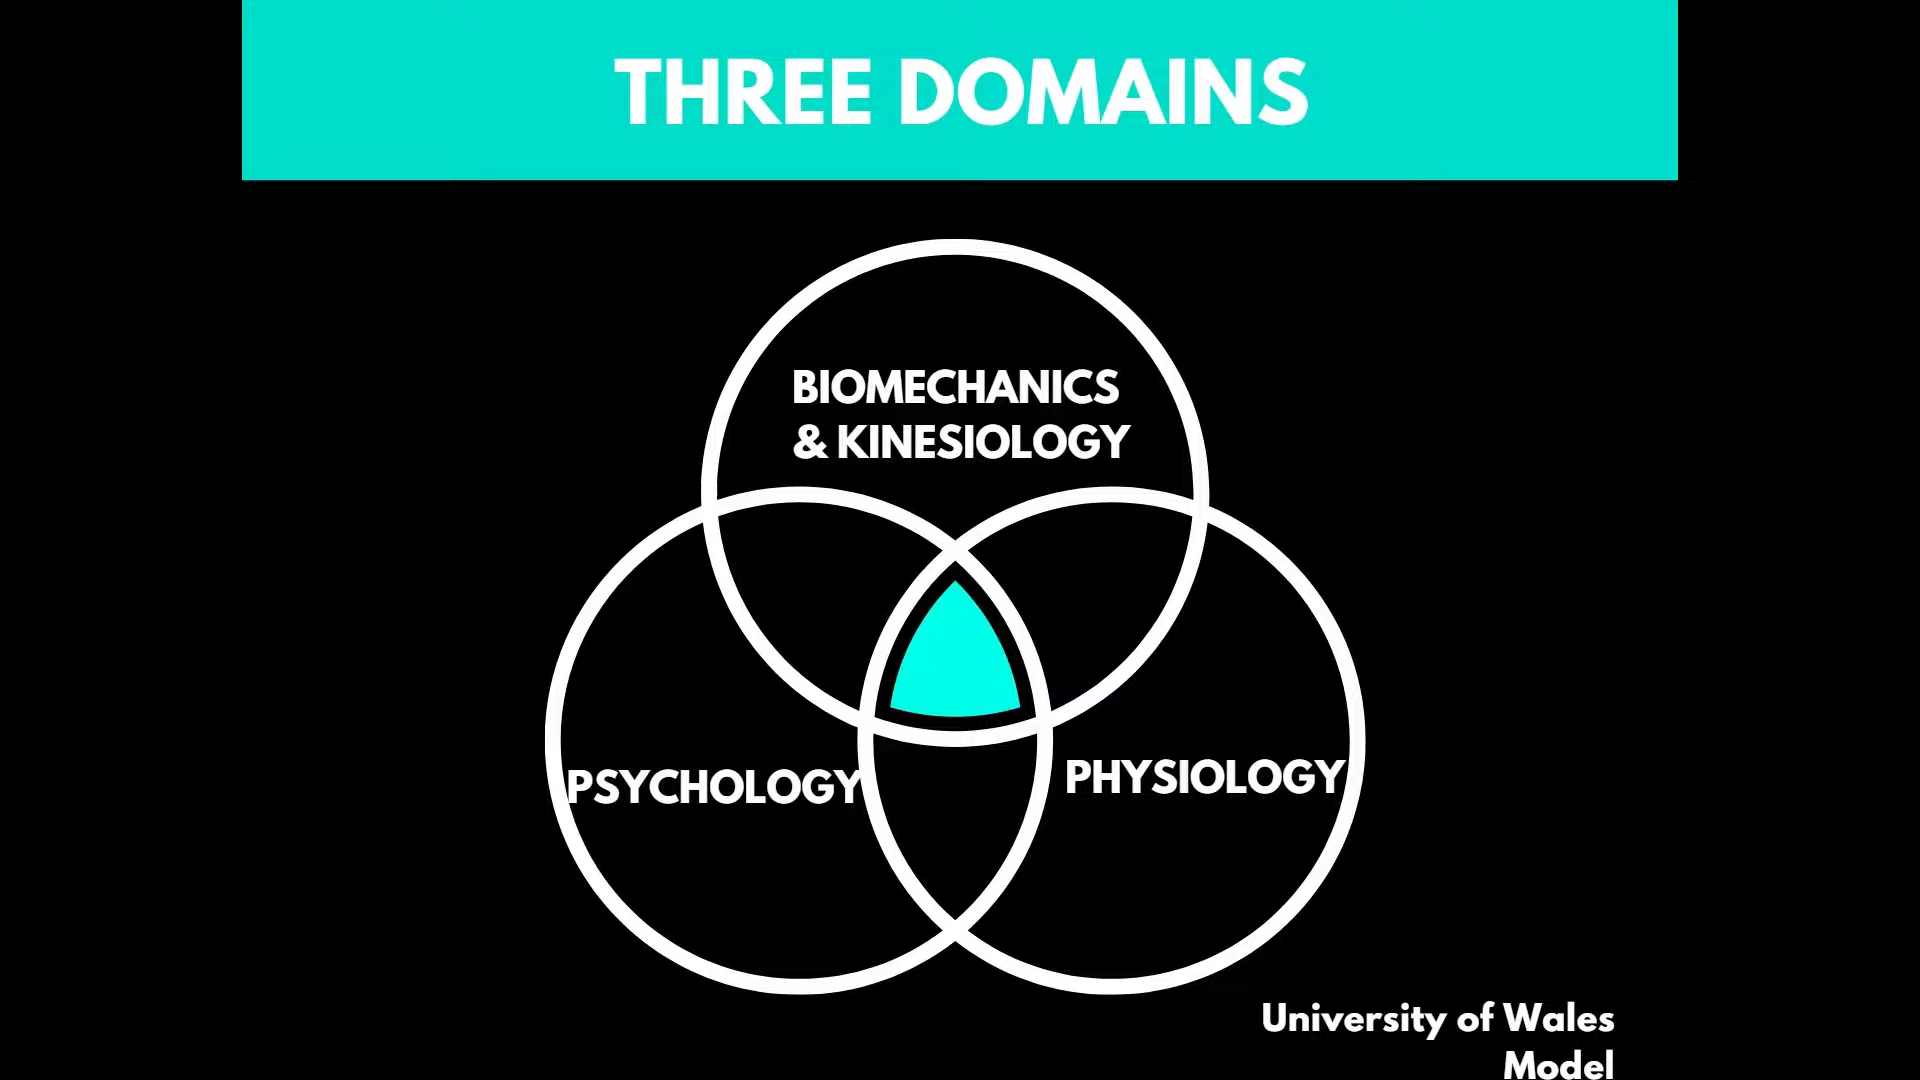 THREE DOMAINS
BIOMECHANICS
& KINESIOLOGY
PSYCHOLOGY
PHYSIOLOGY
University of Wales
Model